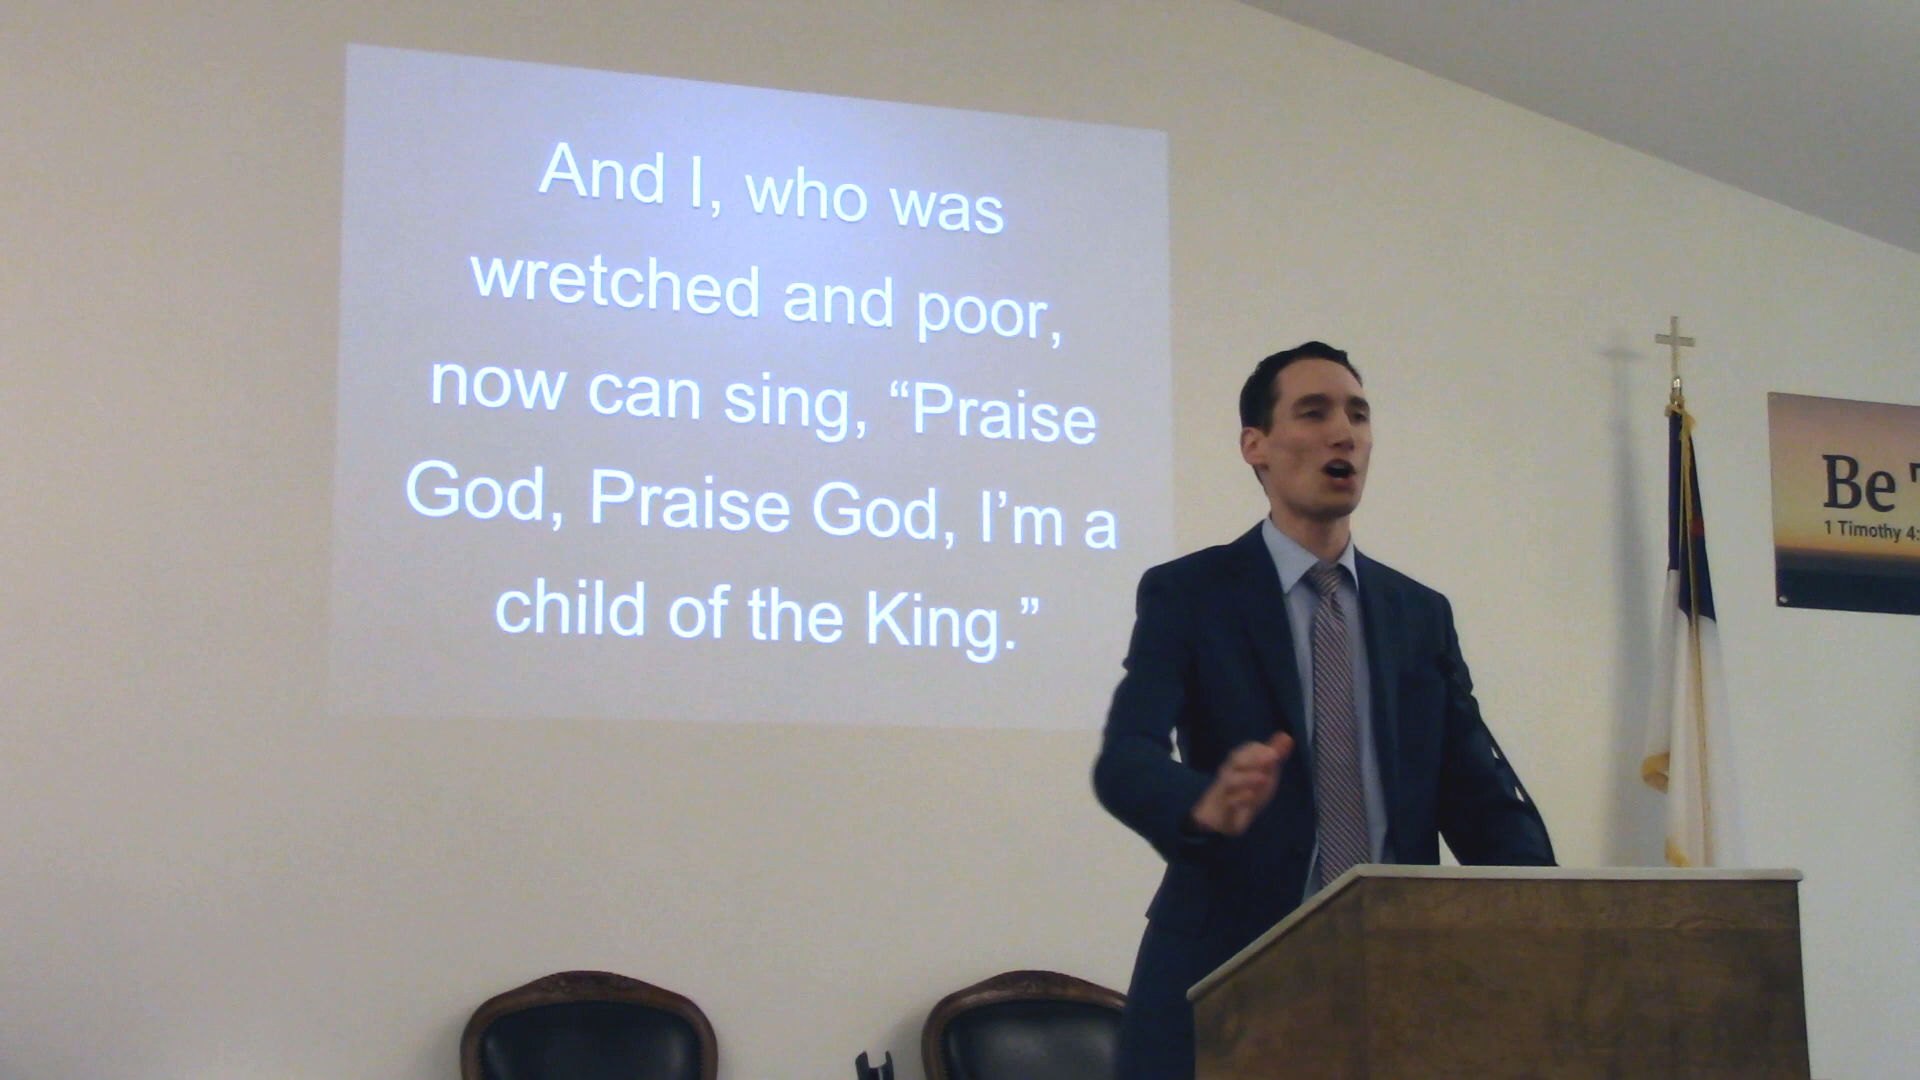 And I, who was
wretched and poor,
now can sing, “Praise
God, Praise God, I’m a
child of the King.”
Be
1 Timothy 4: